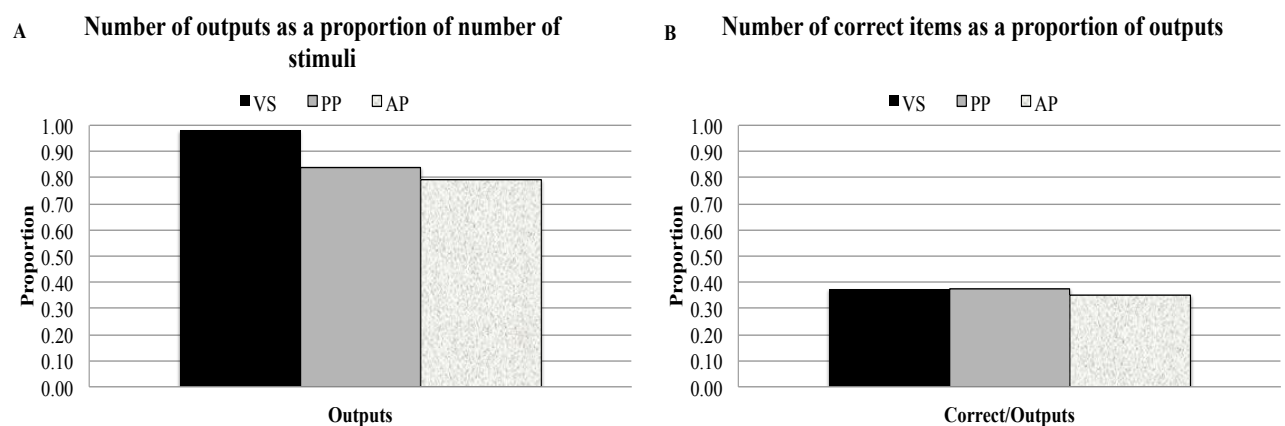 A
Number of outputs as a proportion of number of
stimuli
VS PP AP
1.00
0.90
0.80
0.70
0.60
0.50
0.40
0.30
0.20
0.10
0.00
Proportion
Outputs
B
Number of correct items as a proportion of outputs
VS PP AP
1.00
0.90
0.80
0.70
0.60
0.50
0.40
0.30
0.20
0.10
0.00
Proportion
Correct/Outputs